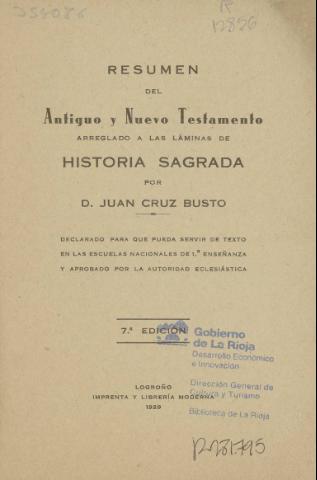 R
12826
RESUMEN
DEL
Antiguo y Nuevo Testamento
ARREGLADO A LAS LÁMINAS DE
HISTORIA SAGRADA
POR
D. JUAN CRUZ BUSTO
DECLARADO PARA QUE PUEDA SERVIR DE TEXTO
EN LAS ESCUELAS NACIONALES DE 1.ª ENSEÑANZA
Y APROBADO POR LA AUTORIDAD ECLESIÁSTICA
7.ª EDICIÓN
Gobierno
de La Rioja
Desarrollo Económico
e Innovación
Dirección General de
Cultura y Turismo
Biblioteca de La Rioja
LOGROÑO
IMPRENTA Y LIBRERÍA MODERNA
1929